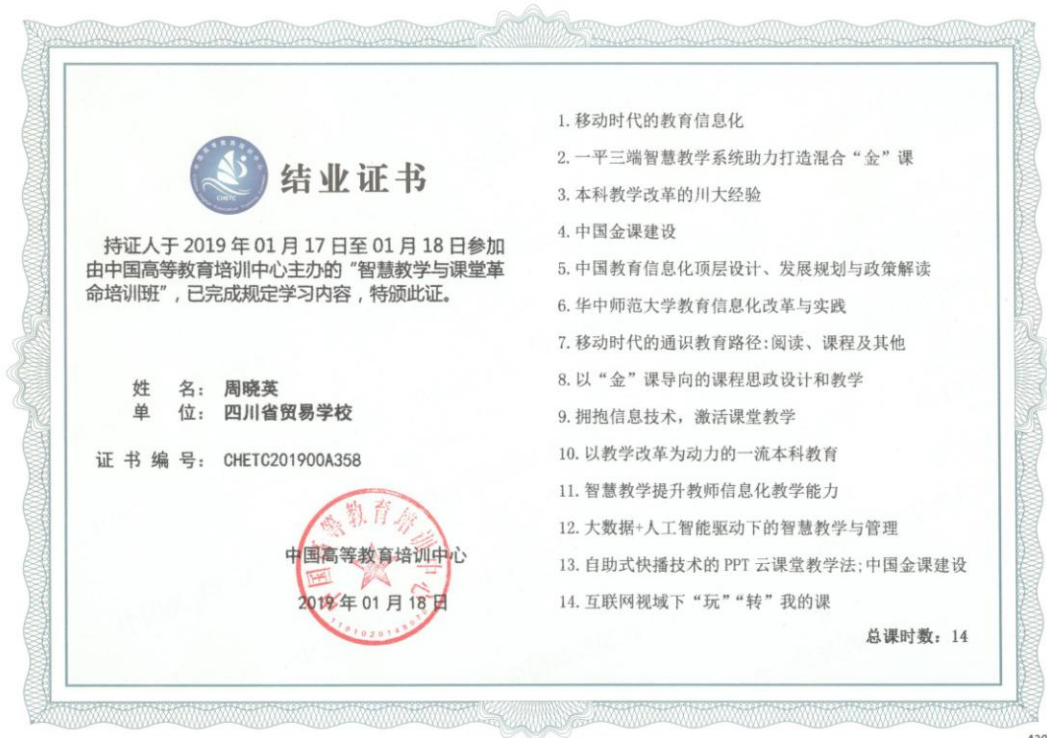 结业证书
CHETC
持证人于 2019 年 01 月 17 日至 01 月 18 日参加
由中国高等教育培训中心主办的“智慧教学与课堂革
命培训班”，已完成规定学习内容，特颁此证。
姓 名： 周晓英
单 位： 四川省贸易学校
证 书 编 号： CHETC201900A358
中国高等教育培训中心
中国高等教育培训中心
2019 年 01 月 18 日
1. 移动时代的教育信息化
2. 一平三端智慧教学系统助力打造混合“金”课
3. 本科教学改革的川大经验
4. 中国金课建设
5. 中国教育信息化顶层设计、发展规划与政策解读
6. 华中师范大学教育信息化改革与实践
7. 移动时代的通识教育路径:阅读、课程及其他
8. 以“金”课导向的课程思政设计和教学
9. 拥抱信息技术，激活课堂教学
10. 以教学改革为动力的一流本科教育
11. 智慧教学提升教师信息化教学能力
12. 大数据+人工智能驱动下的智慧教学与管理
13. 自助式快播技术的 PPT 云课堂教学法;中国金课建设
14. 互联网视域下“玩”“转”我的课
总课时数：14